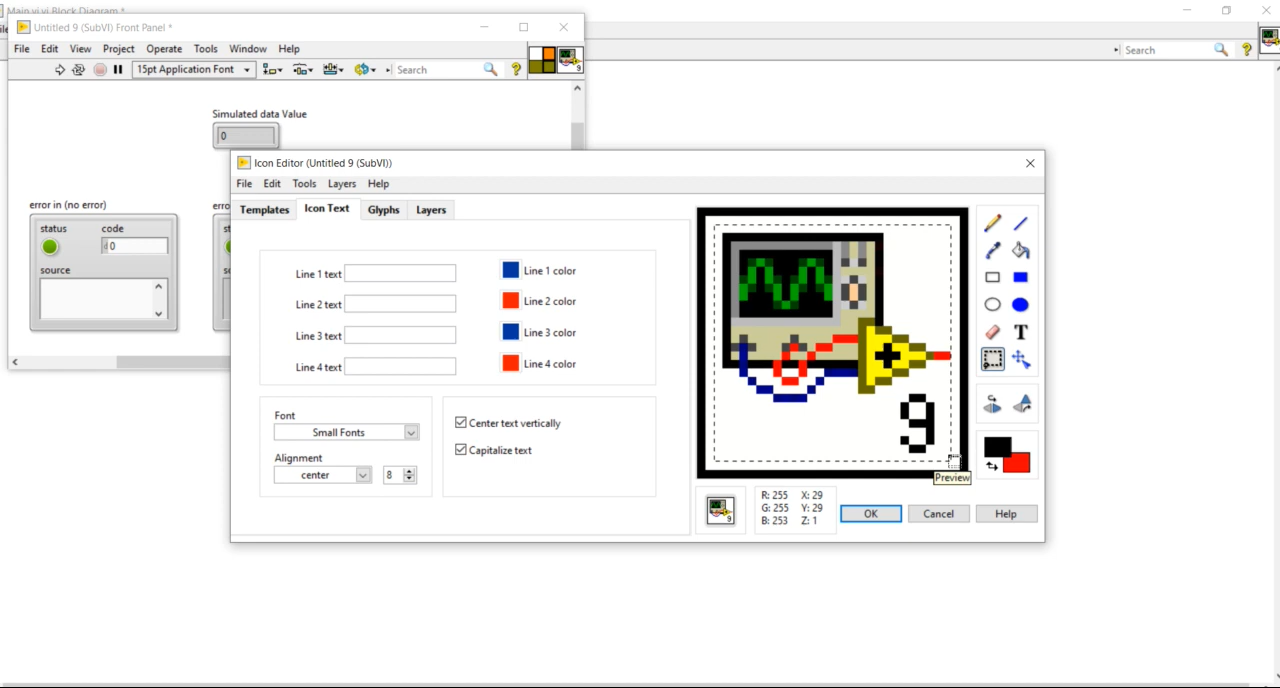 Main.vi.vi Block Diagram *
Untitled 9 (SubVI) Front Panel *
File Edit View Project Operate Tools Window Help
15pt Application Font
Search
?
9
Search
?
Simulated data Value
0
error in (no error)
status
code
d 0
source
Icon Editor (Untitled 9 (SubVI))
File Edit Tools Layers Help
Templates Icon Text Glyphs Layers
Line 1 text
Line 1 color
Line 2 text
Line 2 color
Line 3 text
Line 3 color
Line 4 text
Line 4 color
Font
Small Fonts
Alignment
center
8
Center text vertically
Capitalize text
9
T
Preview
9
R: 255 X: 29
G: 255 Y: 29
B: 253 Z: 1
OK Cancel Help